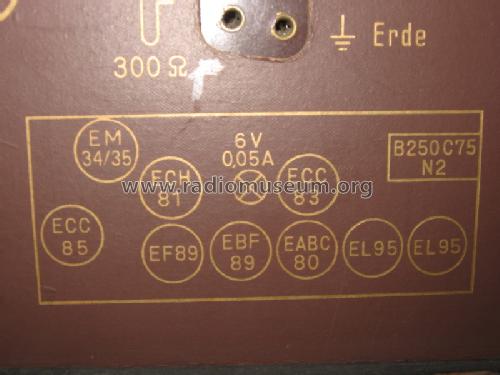 300 Ω
Erde
EM
34/35
6V
0,05A
B250C75
N2
ECH
81
ECC
83
www.radiomuseum.org
ECC
85
EF89
EBF
89
EABC
80
EL95
EL95